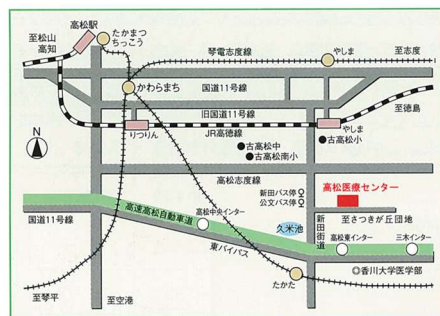 高松駅
たかまつ
ちっこう
至松山
高知
琴電志度線
やしま
至志度
かわらまち
国道11号線
旧国道11号線
至徳島
りつりん
JR高徳線
やしま
古高松小
古高松中
古高松南小
N
高松志度線
新田バス停
公文バス停
高松医療センター
国道11号線
高速高松自動車道
高松中央インター
久米池
新田街道
至さつきが丘団地
東バイパス
高松東インター
三木インター
たかた
◎香川大学医学部
至琴平
至空港